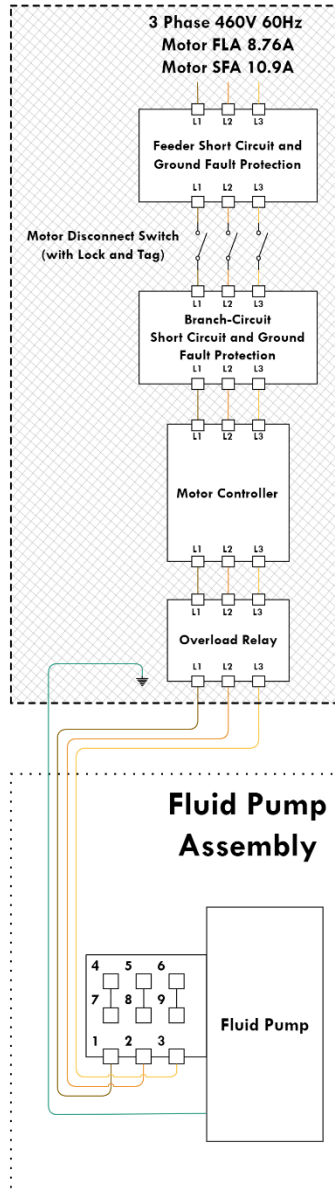 3 Phase 460V 60Hz
Motor FLA 8.76A
Motor SFA 10.9A
L1 L2 L3
Feeder Short Circuit and
Ground Fault Protection
L1 L2 L3
Motor Disconnect Switch
(with Lock and Tag)
L1 L2 L3
Branch-Circuit
Short Circuit and Ground
Fault Protection
L1 L2 L3
L1 L2 L3
Motor Controller
L1 L2 L3
L1 L2 L3
Overload Relay
L1 L2 L3
Fluid Pump
Assembly
4 5 6
7 8 9
1 2 3
Fluid Pump